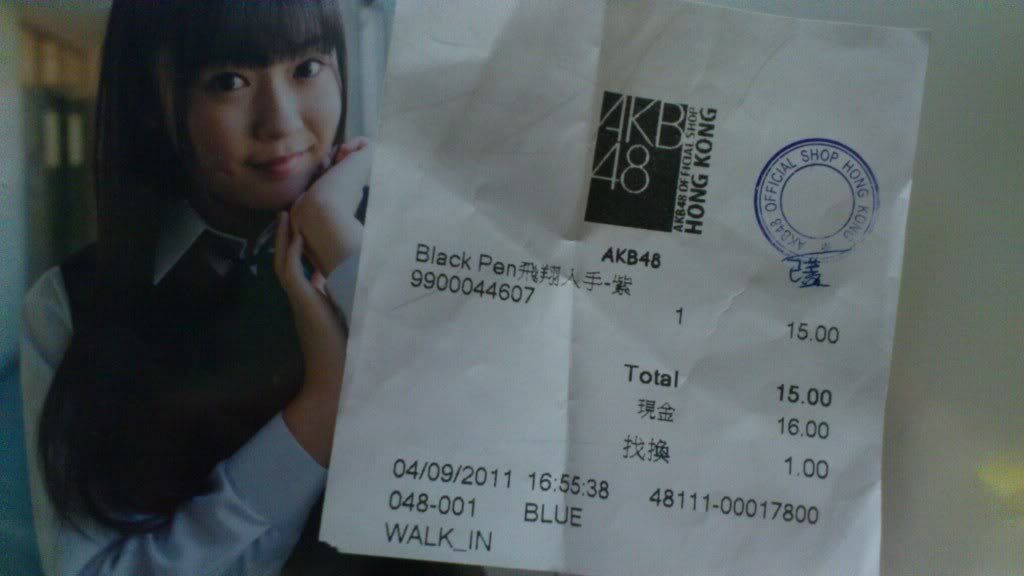 AKB
48
AKB48 OFFICIAL SHOP
HONG KONG
AKB48 OFFICIAL SHOP HONG KONG
AKB48
Black Pen飛翔入手-紫
9900044607
1 15.00
Total 15.00
現金 16.00
找換 1.00
04/09/2011 16:55:38 48111-00017800
048-001 BLUE
WALK_IN